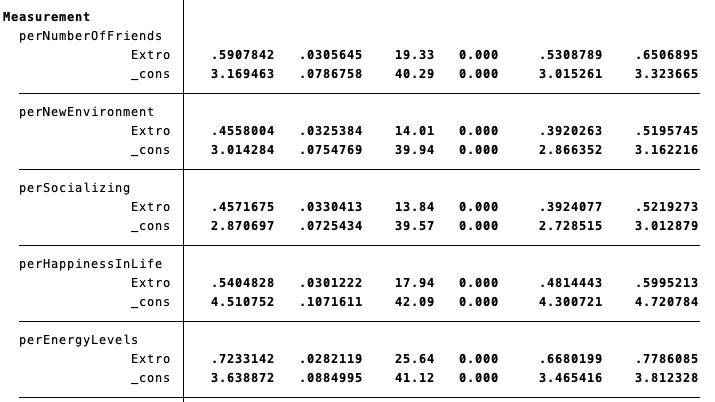 Measurement
perNumberOfFriends
Extro .5907842 .0305645 19.33 0.000 .5308789 .6506895
_cons 3.169463 .0786758 40.29 0.000 3.015261 3.323665
perNewEnvironment
Extro .4558004 .0325384 14.01 0.000 .3920263 .5195745
_cons 3.014284 .0754769 39.94 0.000 2.866352 3.162216
perSocializing
Extro .4571675 .0330413 13.84 0.000 .3924077 .5219273
_cons 2.870697 .0725434 39.57 0.000 2.728515 3.012879
perHappinessInLife
Extro .5404828 .0301222 17.94 0.000 .4814443 .5995213
_cons 4.510752 .1071611 42.09 0.000 4.300721 4.720784
perEnergyLevels
Extro .7233142 .0282119 25.64 0.000 .6680199 .7786085
_cons 3.638872 .0884995 41.12 0.000 3.465416 3.812328